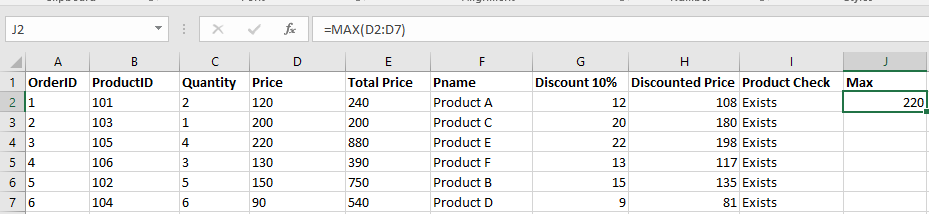 J2 fx =MAX(D2:D7)
A B C D E F G H I J
1 OrderID ProductID Quantity Price Total Price Pname Discount 10% Discounted Price Product Check Max
2 1 101 2 120 240 Product A 12 108 Exists 220
3 2 103 1 200 200 Product C 20 180 Exists
4 3 105 4 220 880 Product E 22 198 Exists
5 4 106 3 130 390 Product F 13 117 Exists
6 5 102 5 150 750 Product B 15 135 Exists
7 6 104 6 90 540 Product D 9 81 Exists